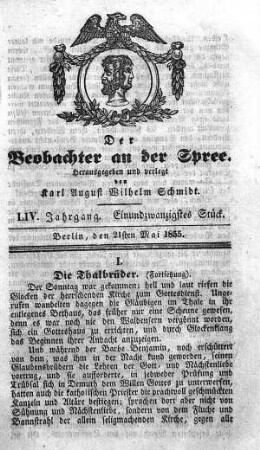 Der
Beobachter an der Spree.
Herausgegeben und verlegt
von
Karl August Wilhelm Schmidt.
LIV. Jahrgang. Einundzwanzigstes Stück.
Berlin, den 21sten Mai 1855.
I.
Die Thalbrüder. (Fortsetzung).
Der Sonntag war gekommen; hell und laut riefen die
Glocken der herrschenden Kirche zum Gottesdienst. Unge-
rufen wandelten dagegen die Gläubigen im Thale in ihr
entlegenes Bethaus, das früher nur eine Scheune gewesen,
denn es war noch nie den Waldensern vergönnt worden,
sich ein Gotteshaus zu errichten, und durch Glockenklang
das Beginnen ihrer Andacht anzuzeigen.
Und während der Barbe Benjamin, noch erschüttert
von dem, was ihm in der Nacht kund geworden, seinen
Glaubensbrüdern die Lehren der Gott- und Nächstenliebe
vortrug, und sie aufforderte, in jedweder Prüfung und
Trübsal sich in Demuth dem Willen Gottes zu unterwerfen,
hatten auch die katholischen Priester die prachtvoll geschmückten
Kanzeln und Altäre bestiegen; sprachen dort aber nicht von
Sühnung und Nächstenliebe, sondern von dem Fluche und
Bannstrahl der allein seligmachenden Kirche, gegen alle